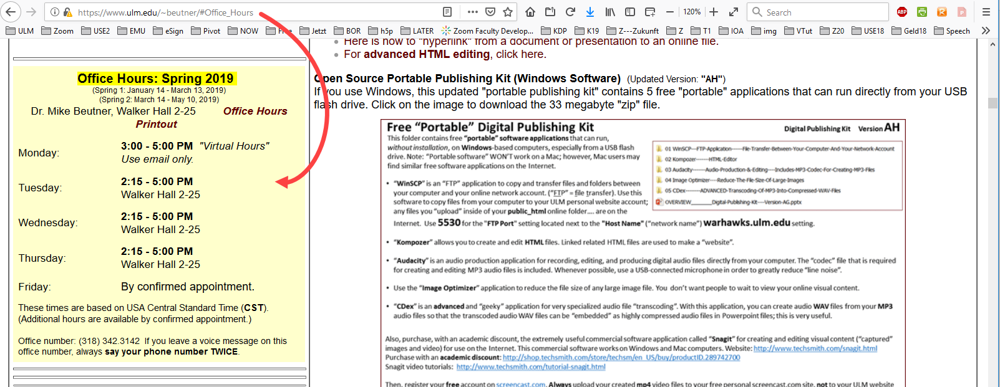 https://www.ulm.edu/~beutner/#Office_Hours
120%
Search
ABP
ULM Zoom USE2 EMU eSign Pivot NOW Free Jetzt BOR h5p LATER Zoom Faculty Develop... KDP K19 Z---Zukunft Z T1 IOA img VTut Z20 USE18 Geld18 Speech
Office Hours: Spring 2019
(Spring 1: January 14 - March 13, 2019)
(Spring 2: March 14 - May 10, 2019)
Dr. Mike Beutner, Walker Hall 2-25 Office Hours
Printout
Monday: 3:00 - 5:00 PM "Virtual Hours"
Use email only.
Tuesday: 2:15 - 5:00 PM
Walker Hall 2-25
Wednesday: 2:15 - 5:00 PM
Walker Hall 2-25
Thursday: 2:15 - 5:00 PM
Walker Hall 2-25
Friday: By confirmed appointment.
These times are based on USA Central Standard Time (CST).
(Additional hours are available by confirmed appointment.)
Office number: (318) 342.3142 If you leave a voice message on this
office number, always say your phone number TWICE.
Here is how to "hyperlink" from a document or presentation to an online file.
For advanced HTML editing, click here.
Open Source Portable Publishing Kit (Windows Software) (Updated Version: "AH")
If you use Windows, this updated "portable publishing kit" contains 5 free "portable" applications that can run directly from your USB
flash drive. Click on the image to download the 33 megabyte "zip" file.
Free “Portable” Digital Publishing Kit
Digital Publishing Kit Version AH
This folder contains free “portable” software applications that can run,
without installation, on Windows-based computers, especially from a USB flash
drive. Note: “Portable software” WON'T work on a Mac; however, Mac users may
find similar free software applications on the Internet.
01 WinSCP---FTP-Application------File-Transfer-Between-Your-Computer-And-Your-Network-Account
02 Kompozer-------HTML-Editor
03 Audacity-------Audio-Production-&-Editing----Includes-MP3-Codec-For-Creating-MP3-Files
04 Image Optimizer----Reduce-The-File-Size-Of-Large-Images
05 CDex--------ADVANCED-Transcoding-Of-MP3-Into-Compressed-WAV-Files
OVERVIEW_______Digital-Publishing-Kit----Version-AG.pptx
• “WinSCP” is an “FTP” application to copy and transfer files and folders between
your computer and your online network account. (“FTP” = file transfer). Use this
software to copy files from your computer to your ULM personal website account;
any files you “upload” inside of your public_html online folder.... are on the
Internet. Use 5530 for the "FTP Port" setting located next to the "Host Name" (“network name”) warhawks.ulm.edu setting.
• “Kompozer” allows you to create and edit HTML files. Linked related HTML files are used to make a “website”.
• “Audacity” is an audio production application for recording, editing, and producing digital audio files directly from your computer. The “codec” file that is required
for creating and editing MP3 audio files is included. Whenever possible, use a USB-connected microphone in order to greatly reduce “line noise”.
• Use the “Image Optimizer” application to reduce the file size of any large image file. You don't want people to wait to view your online visual content.
• “CDex” is an advanced and “geeky” application for very specialized audio file “transcoding”. With this application, you can create audio WAV files from your MP3
audio files so that the transcoded audio WAV files can be “embedded” as highly compressed audio files in Powerpoint files; this is very useful.
Also, purchase, with an academic discount, the extremely useful commercial software application called “Snagit” for creating and editing visual content (“captured”
images and video) for use on the Internet. This commercial software works on Windows and Mac computers. Website: http://www.techsmith.com/snagit.html
Purchase with an academic discount: http://shop.techsmith.com/store/techsm/en_US/buy/productID.289742700
Snagit video tutorials: http://www.techsmith.com/tutorial-snagit.html
Then, register your free account on screencast.com. Always upload your created mp4 video files to your free personal screencast.com site, not to your ULM website